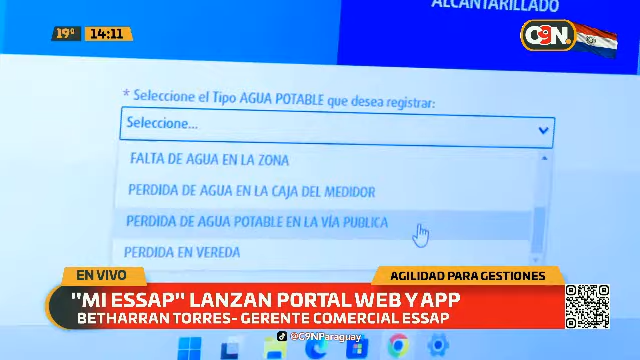 ALCANTARILLADO
19°
14:11
C9N
* Seleccione el Tipo AGUA POTABLE que desea registrar:
Seleccione...
FALTA DE AGUA EN LA ZONA
PERDIDA DE AGUA EN LA CAJA DEL MEDIDOR
PERDIDA DE AGUA POTABLE EN LA VÍA PUBLICA
PERDIDA EN VEREDA
EN VIVO
AGILIDAD PARA GESTIONES
"MI ESSAP" LANZAN PORTAL WEB Y APP
BETHARRAN TORRES- GERENTE COMERCIAL ESSAP
@C9NParaguay